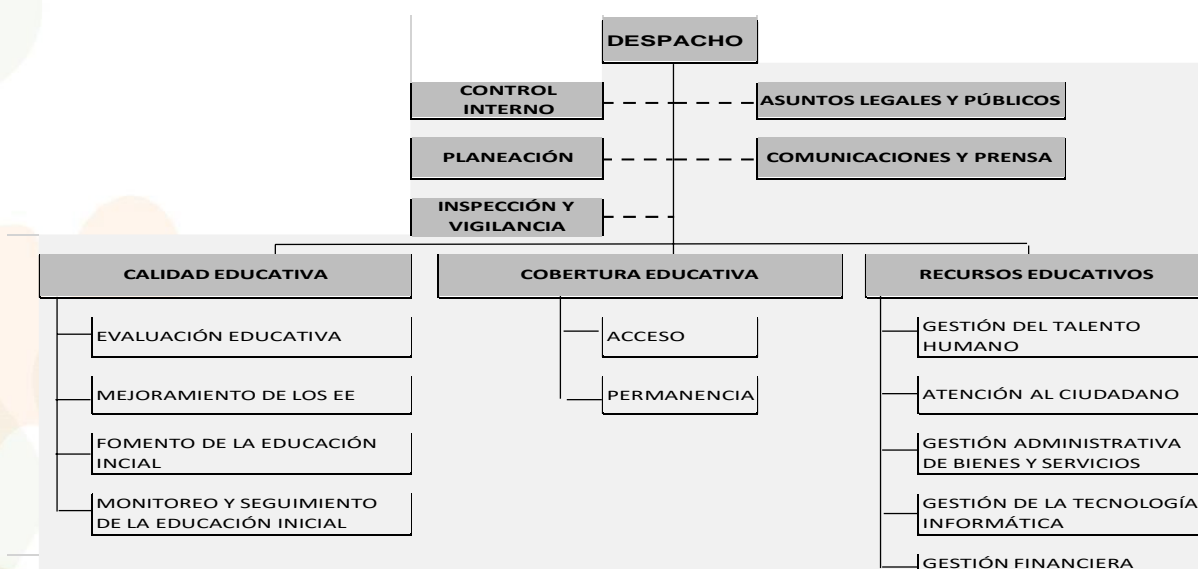 DESPACHO
CONTROL
INTERNO
ASUNTOS LEGALES Y PÚBLICOS
PLANEACIÓN
COMUNICACIONES Y PRENSA
INSPECCIÓN Y
VIGILANCIA
CALIDAD EDUCATIVA
COBERTURA EDUCATIVA
RECURSOS EDUCATIVOS
EVALUACIÓN EDUCATIVA
MEJORAMIENTO DE LOS EE
FOMENTO DE LA EDUCACIÓN
INCIAL
MONITOREO Y SEGUIMIENTO
DE LA EDUCACIÓN INICIAL
ACCESO
PERMANENCIA
GESTIÓN DEL TALENTO
HUMANO
ATENCIÓN AL CIUDADANO
GESTIÓN ADMINISTRATIVA
DE BIENES Y SERVICIOS
GESTIÓN DE LA TECNOLOGÍA
INFORMÁTICA
GESTIÓN FINANCIERA